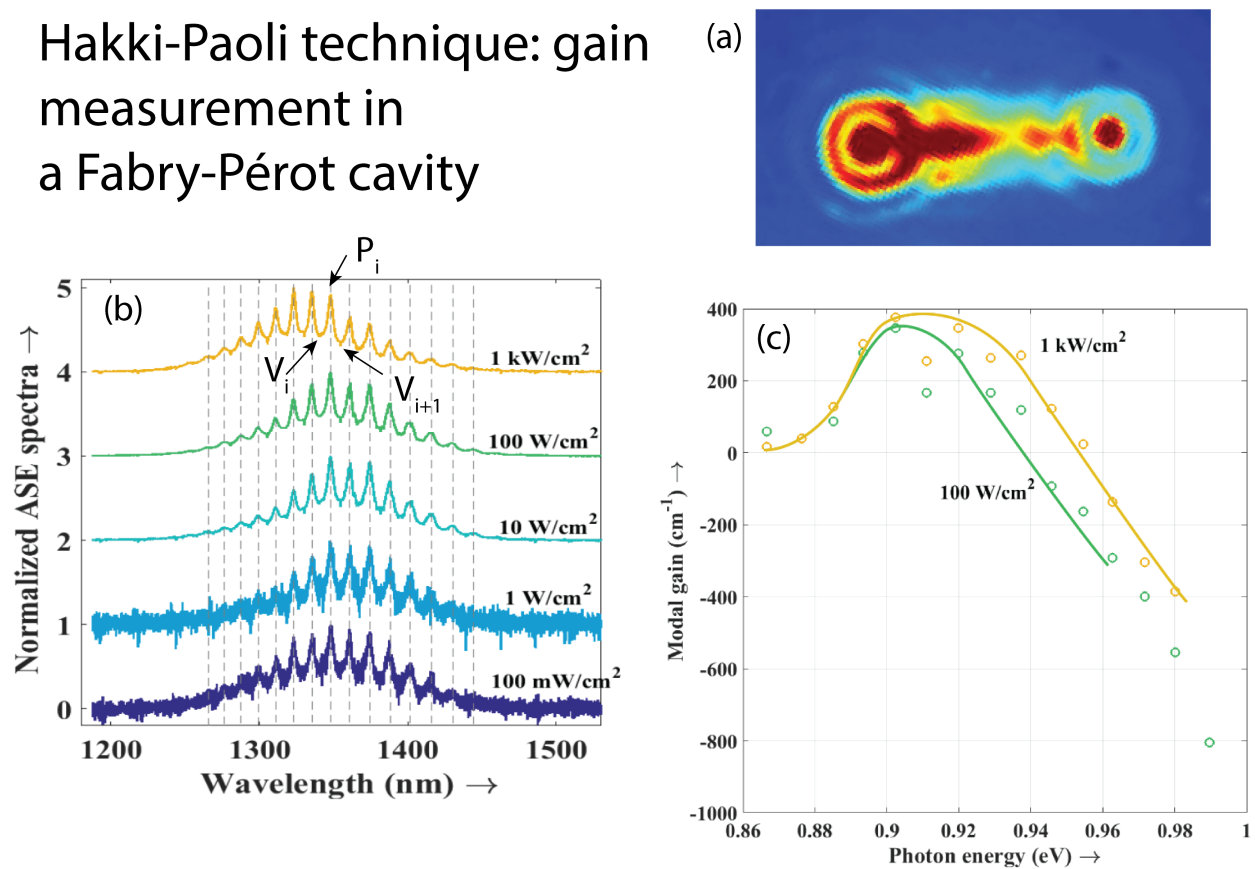 Hakki-Paoli technique: gain
measurement in
a Fabry-Pérot cavity
(a)
P i
(b)
5
4
3
2
1
0
Normalized ASE spectra →
1 kW/cm²
V i
V i+1
100 W/cm²
10 W/cm²
1 W/cm²
100 mW/cm²
1200 1300 1400 1500
Wavelength (nm) →
(c)
400
200
0
-200
-400
-600
-800
-1000
Modal gain (cm⁻¹) →
1 kW/cm²
100 W/cm²
0.86 0.88 0.9 0.92 0.94 0.96 0.98 1
Photon energy (eV) →